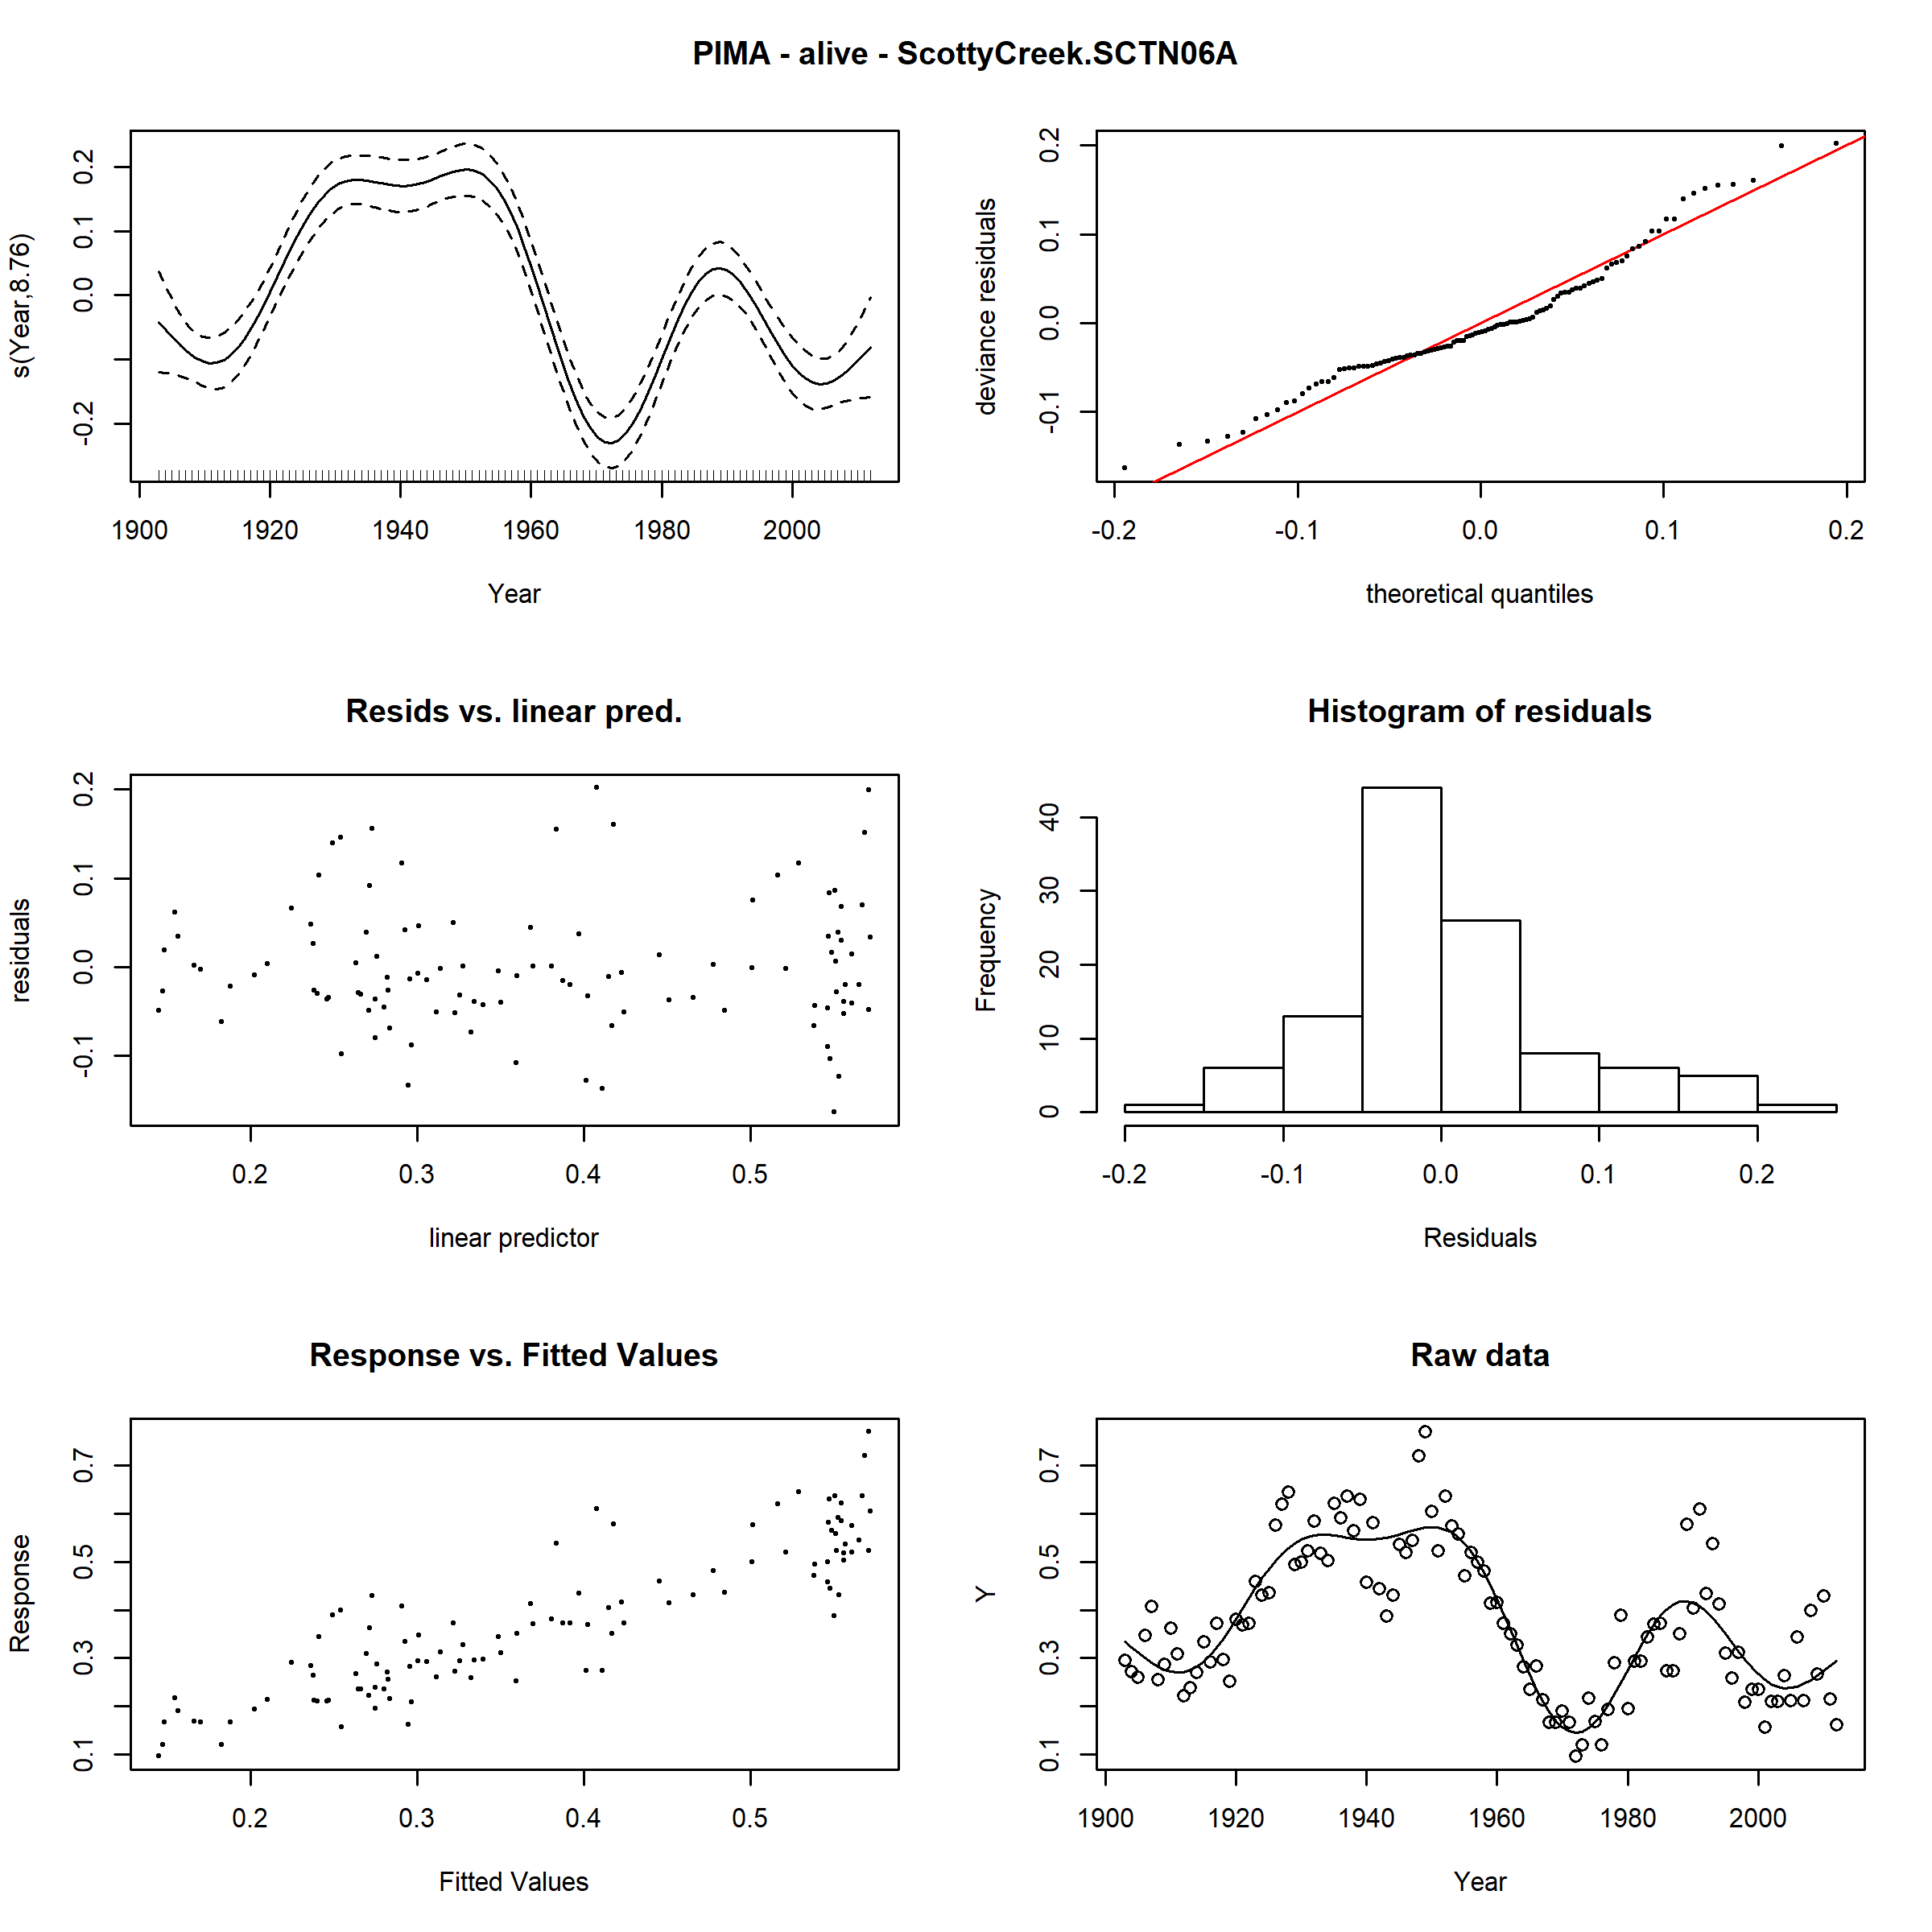 PIMA - alive - ScottyCreek.SCTN06A
s(Year,8.76)
0.2
0.1
0.0
-0.2
1900 1920 1940 1960 1980 2000
Year
deviance residuals
0.2
0.1
0.0
-0.1
-0.2 -0.1 0.0 0.1 0.2
theoretical quantiles
Resids vs. linear pred.
residuals
0.2
0.1
0.0
-0.1
0.2 0.3 0.4 0.5
linear predictor
Histogram of residuals
Frequency
40
30
20
10
0
-0.2 -0.1 0.0 0.1 0.2
Residuals
Response vs. Fitted Values
Response
0.7
0.5
0.3
0.1
0.2 0.3 0.4 0.5
Fitted Values
Raw data
Y
0.7
0.5
0.3
0.1
1900 1920 1940 1960 1980 2000
Year